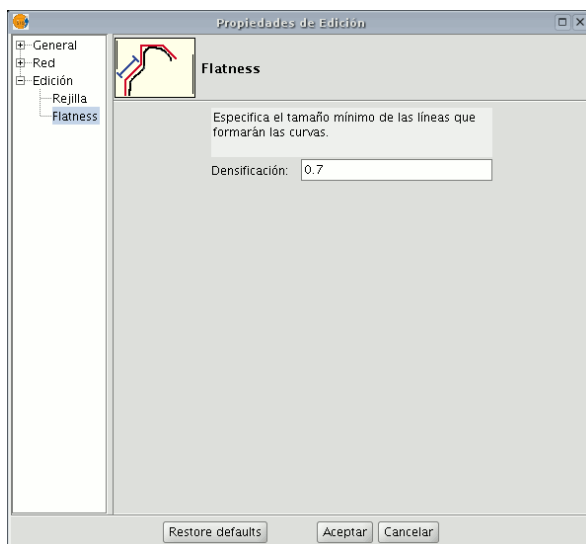 Propiedades de Edición
General
Red
Edición
Rejilla
Flatness
Flatness
Especifica el tamaño mínimo de las líneas que
formarán las curvas.
Densificación: 0.7
Restore defaults Aceptar Cancelar